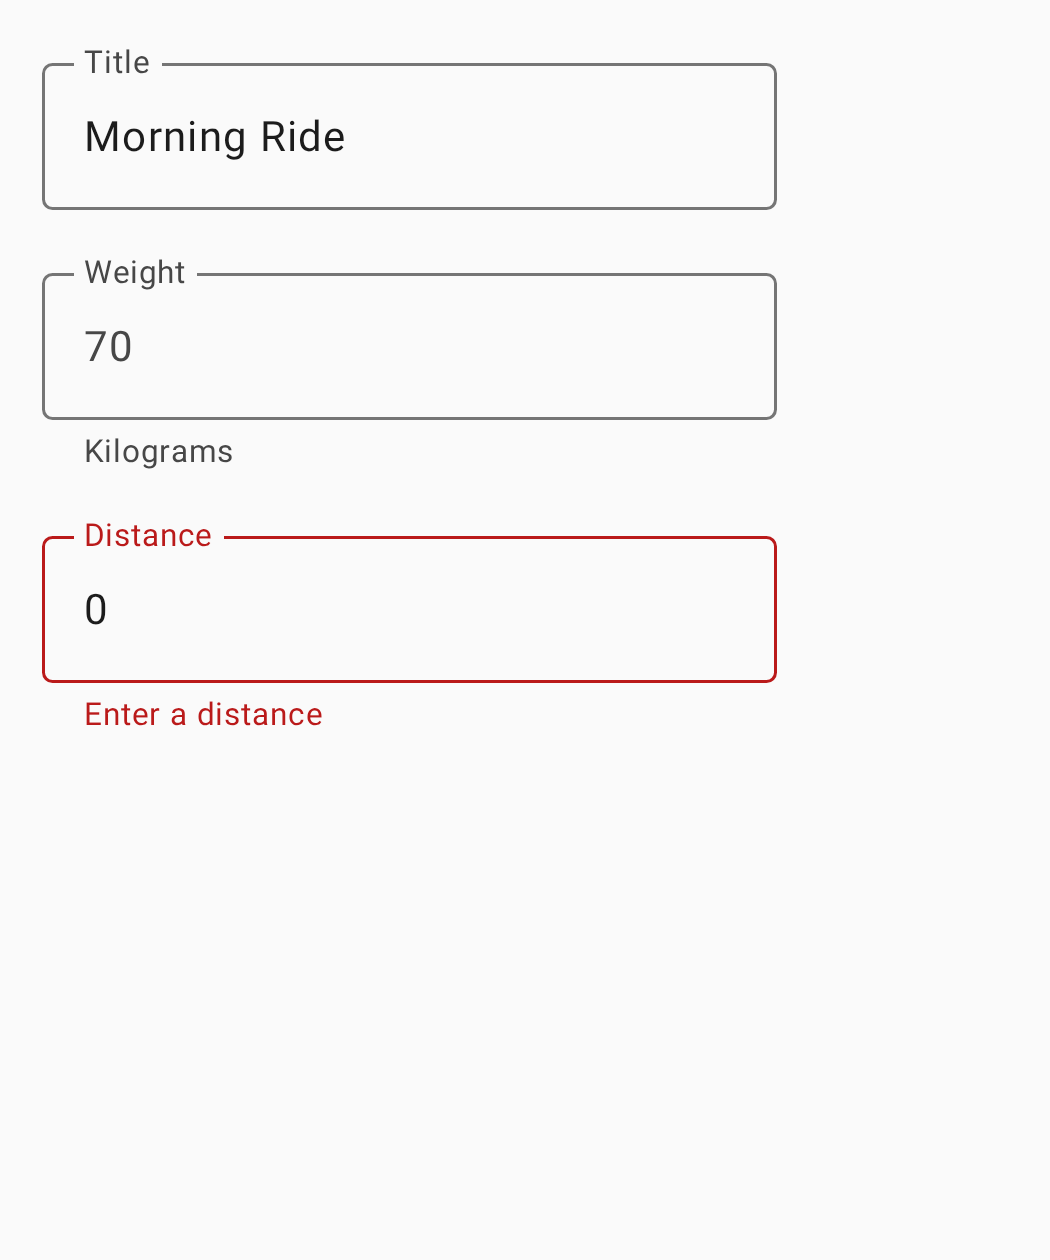 Title
Morning Ride
Weight
70
Kilograms
Distance
0
Enter a distance